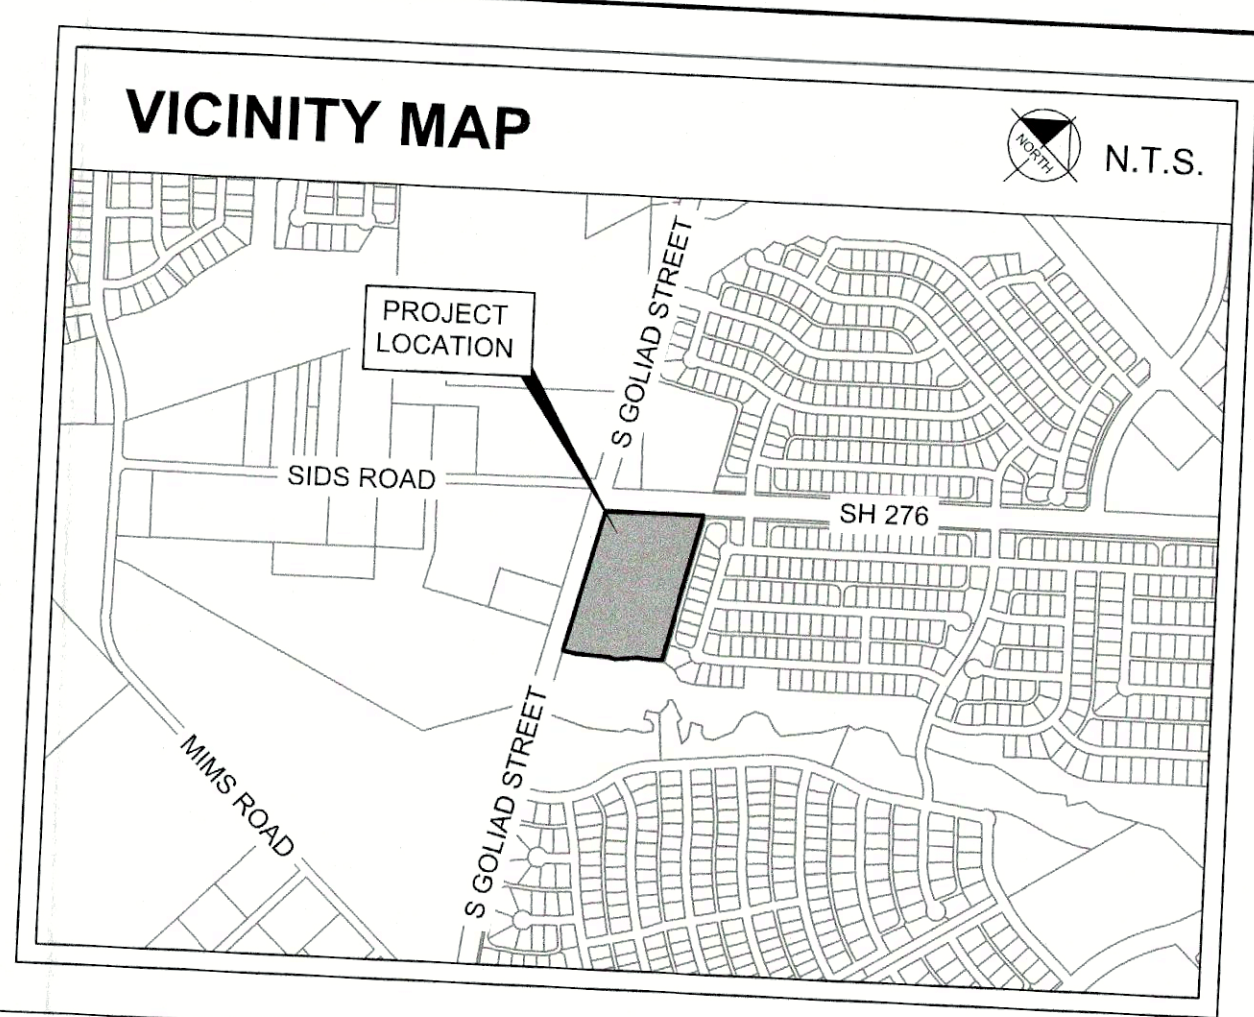 VICINITY MAP
NORTH
N.T.S.
PROJECT
LOCATION
S GOLIAD STREET
SIDS ROAD
SH 276
MIMS ROAD
S GOLIAD STREET